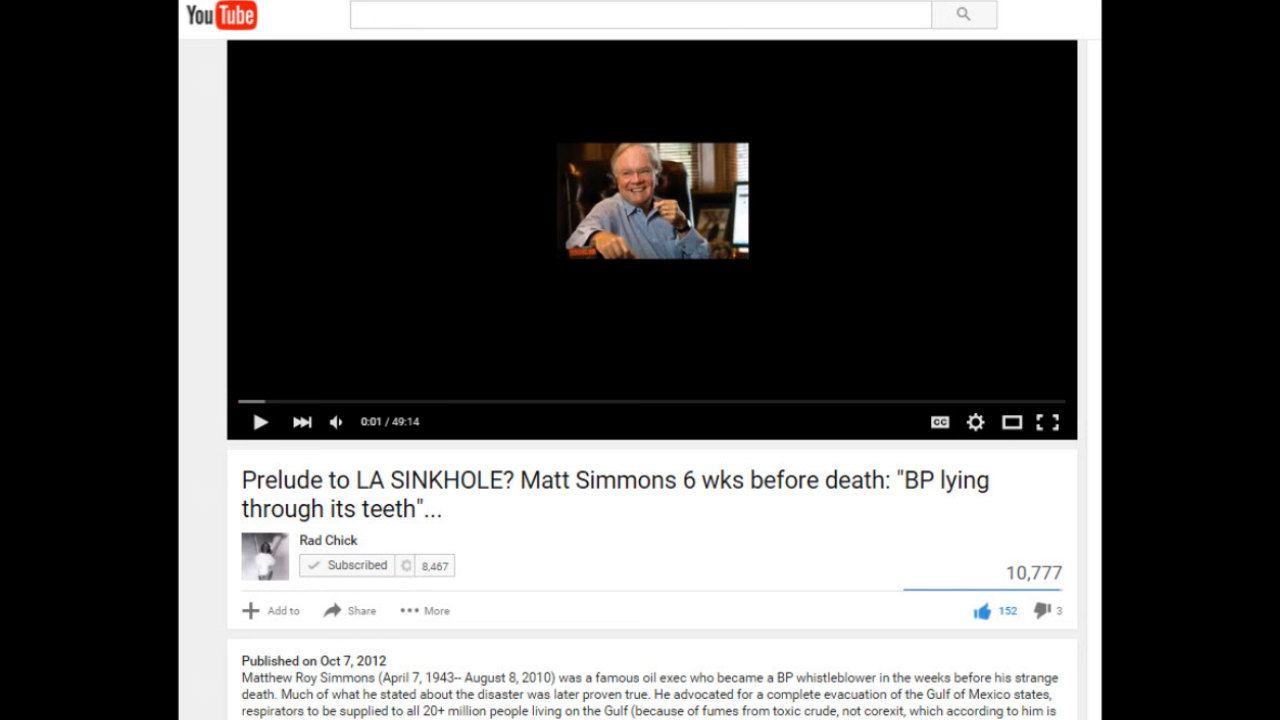 YouTube
0:01 / 49:14
CC
Prelude to LA SINKHOLE? Matt Simmons 6 wks before death: "BP lying
through its teeth"...
Rad Chick
Subscribed 8,467
10,777
Add to Share More 152 3
Published on Oct 7, 2012
Matthew Roy Simmons (April 7, 1943-- August 8, 2010) was a famous oil exec who became a BP whistleblower in the weeks before his strange
death. Much of what he stated about the disaster was later proven true. He advocated for a complete evacuation of the Gulf of Mexico states,
respirators to be supplied to all 20+ million people living on the Gulf (because of fumes from toxic crude, not corexit, which according to him is